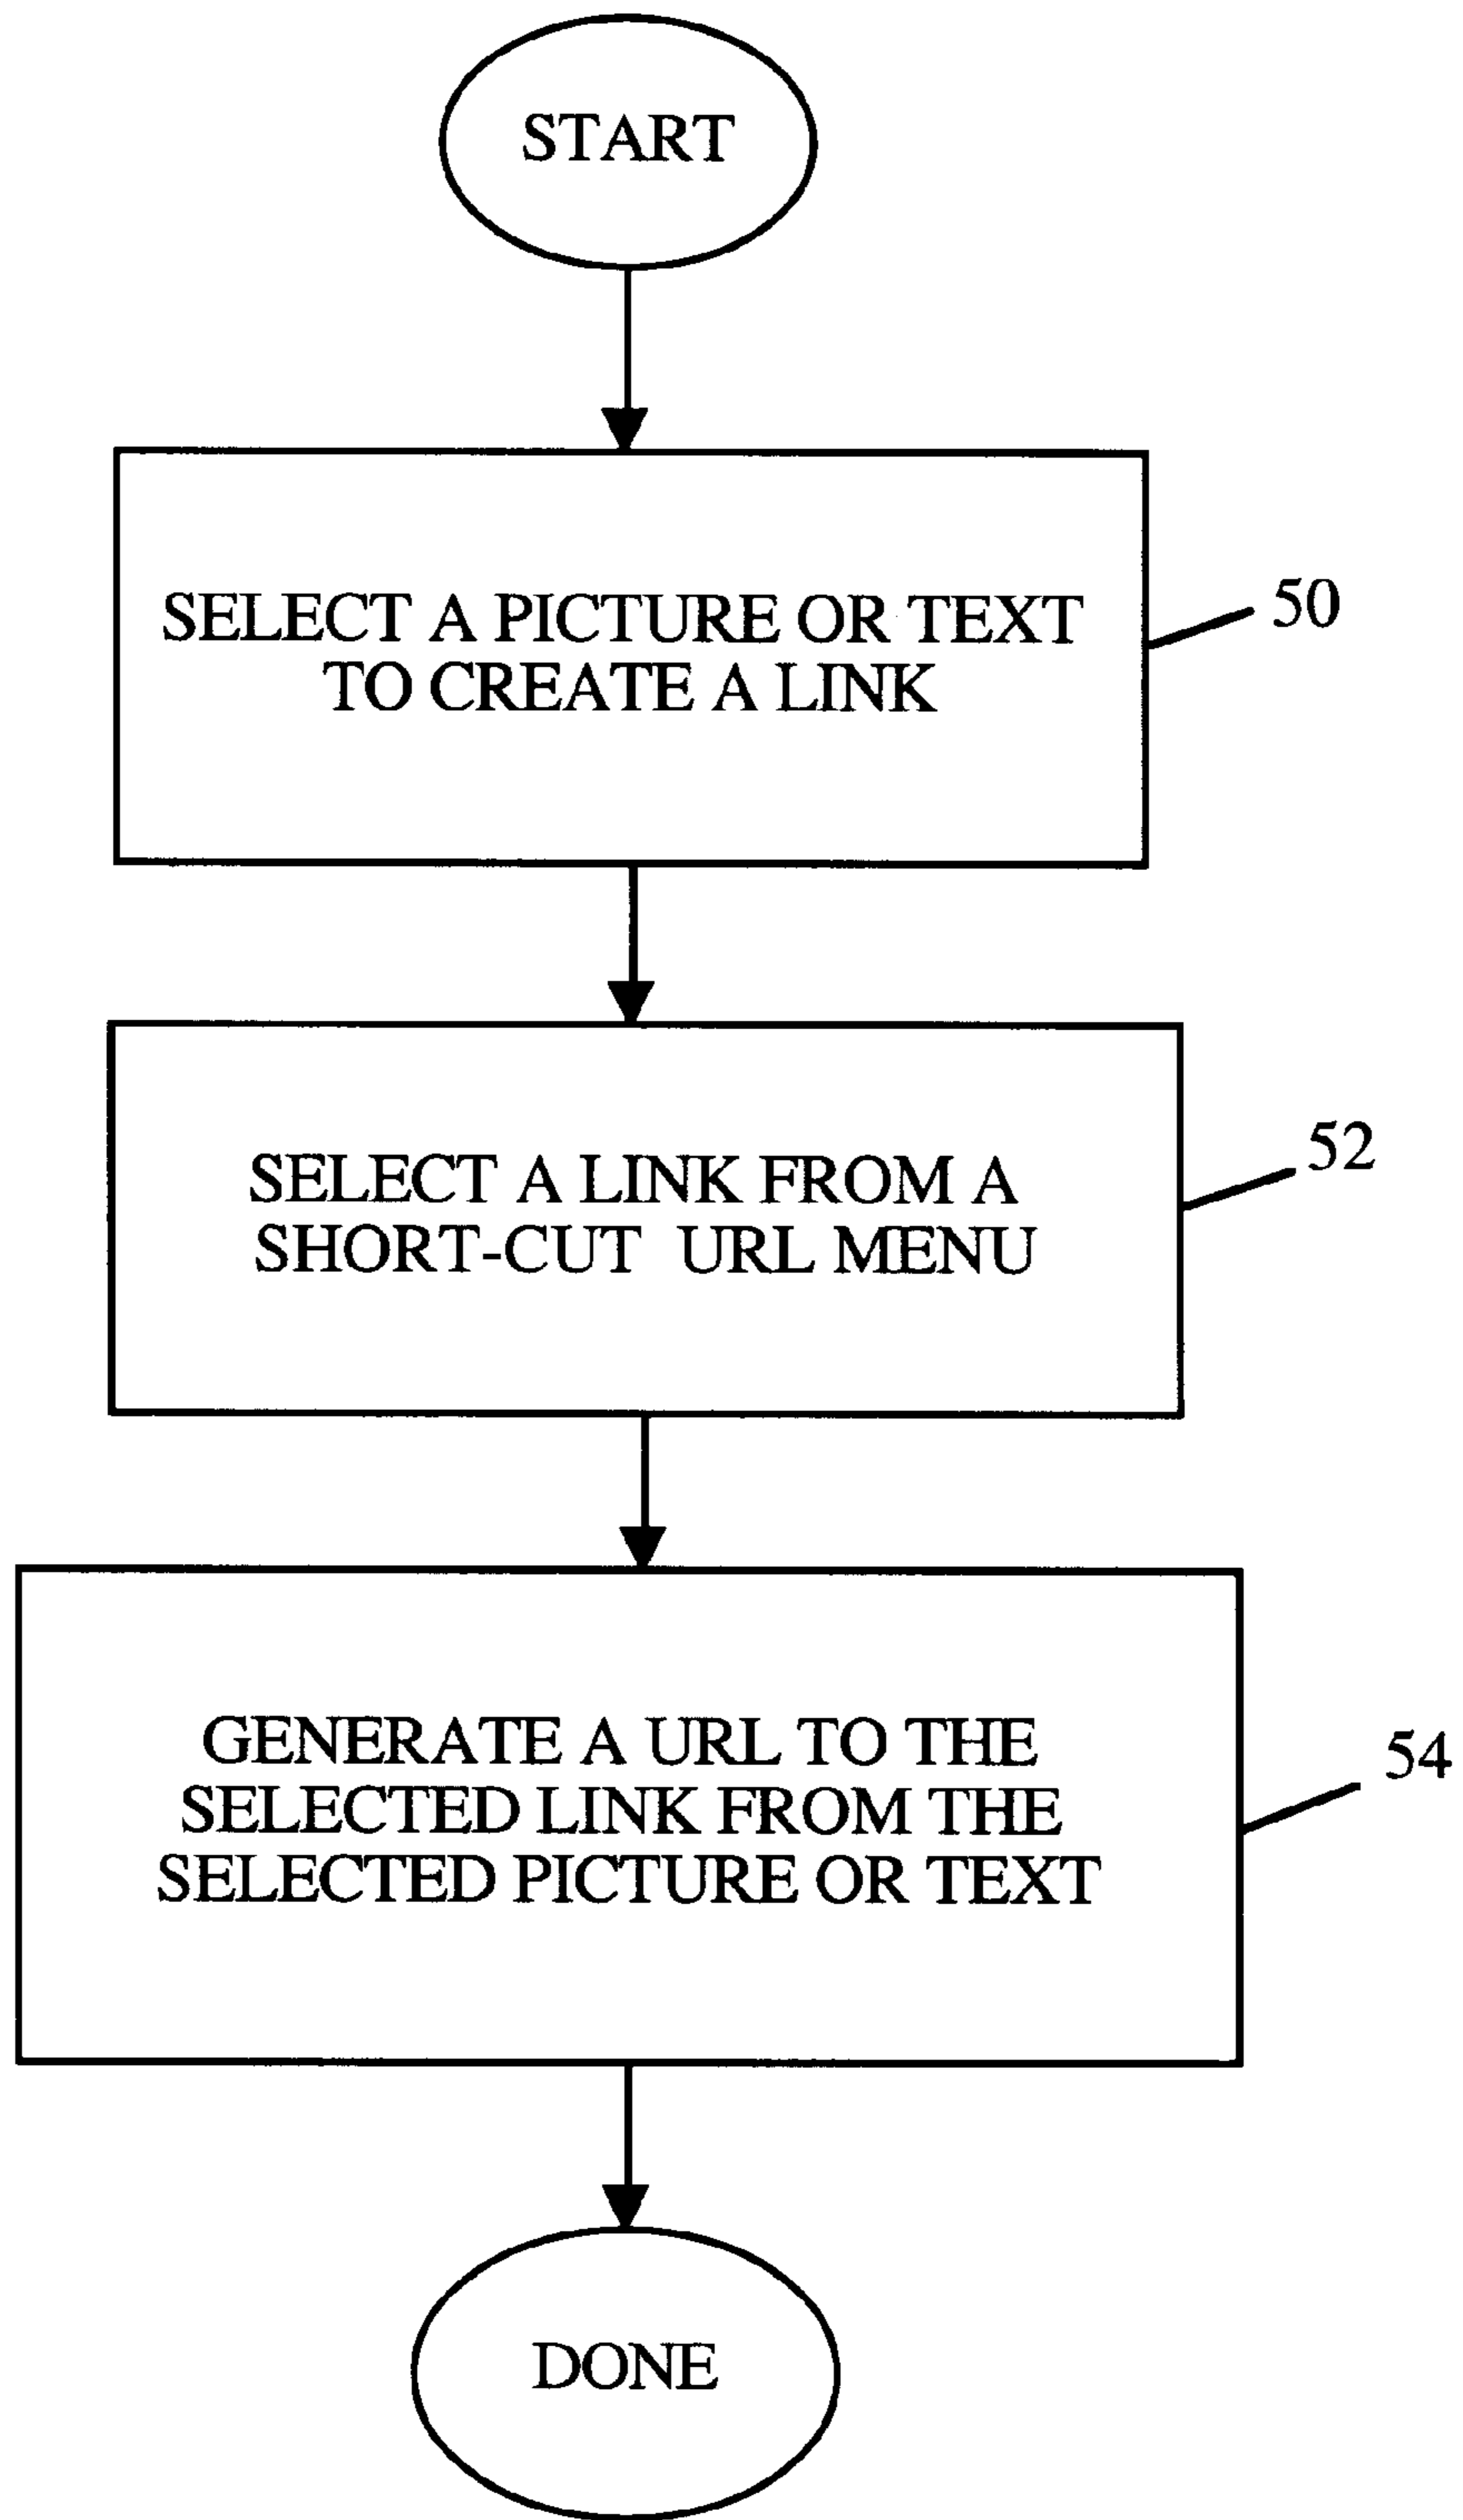 START
SELECT A PICTURE OR TEXT
TO CREATE A LINK
50
SELECT A LINK FROM A
SHORT-CUT URL MENU
52
GENERATE A URL TO THE
SELECTED LINK FROM THE
SELECTED PICTURE OR TEXT
54
DONE